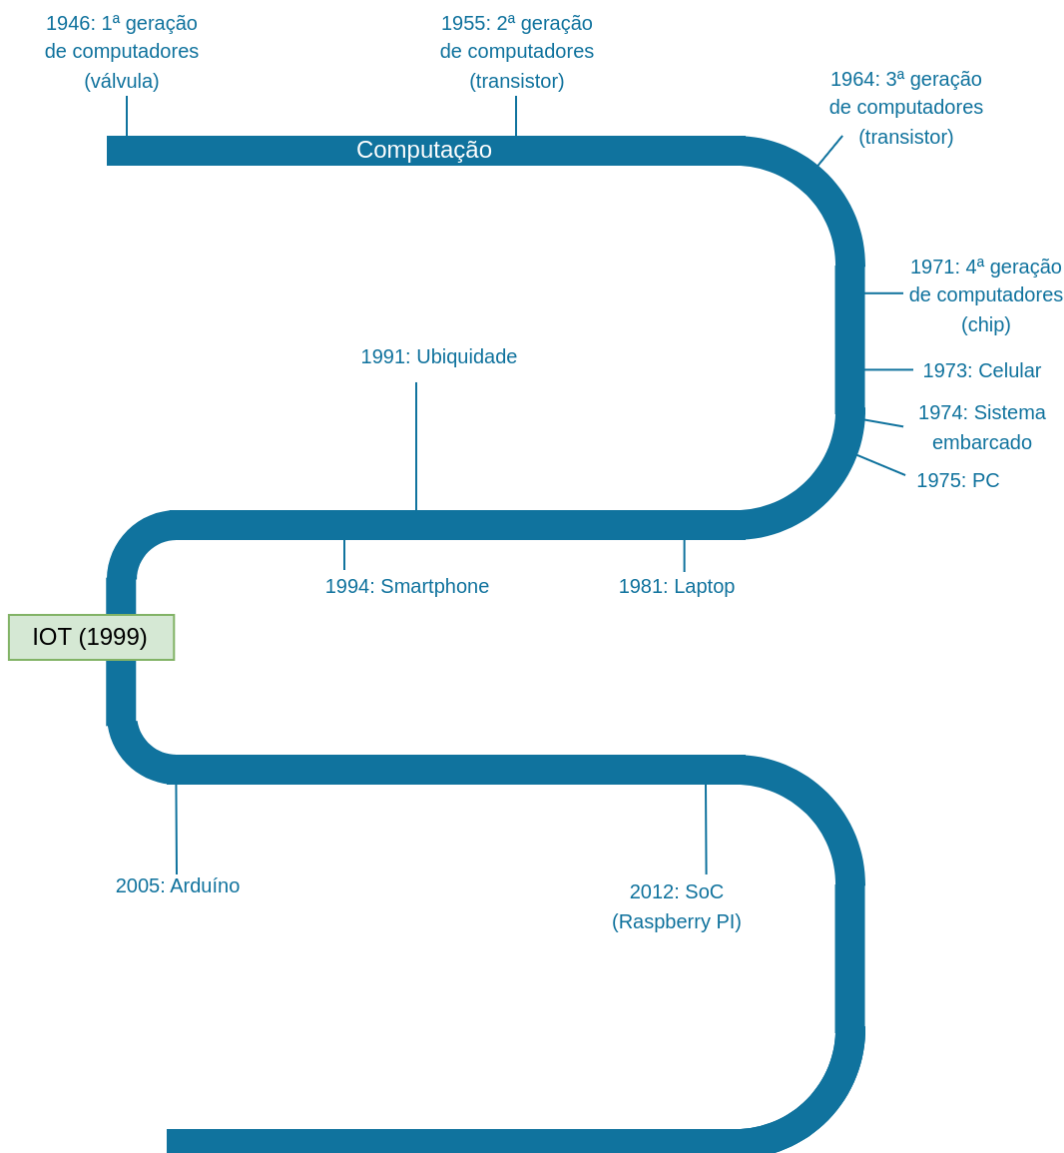 1946: 1ª geração
de computadores
(válvula)
1955: 2ª geração
de computadores
(transistor)
1964: 3ª geração
de computadores
(transistor)
Computação
1971: 4ª geração
de computadores
(chip)
1973: Celular
1974: Sistema
embarcado
1975: PC
1991: Ubiquidade
1994: Smartphone
1981: Laptop
IOT (1999)
2005: Arduíno
2012: SoC
(Raspberry PI)